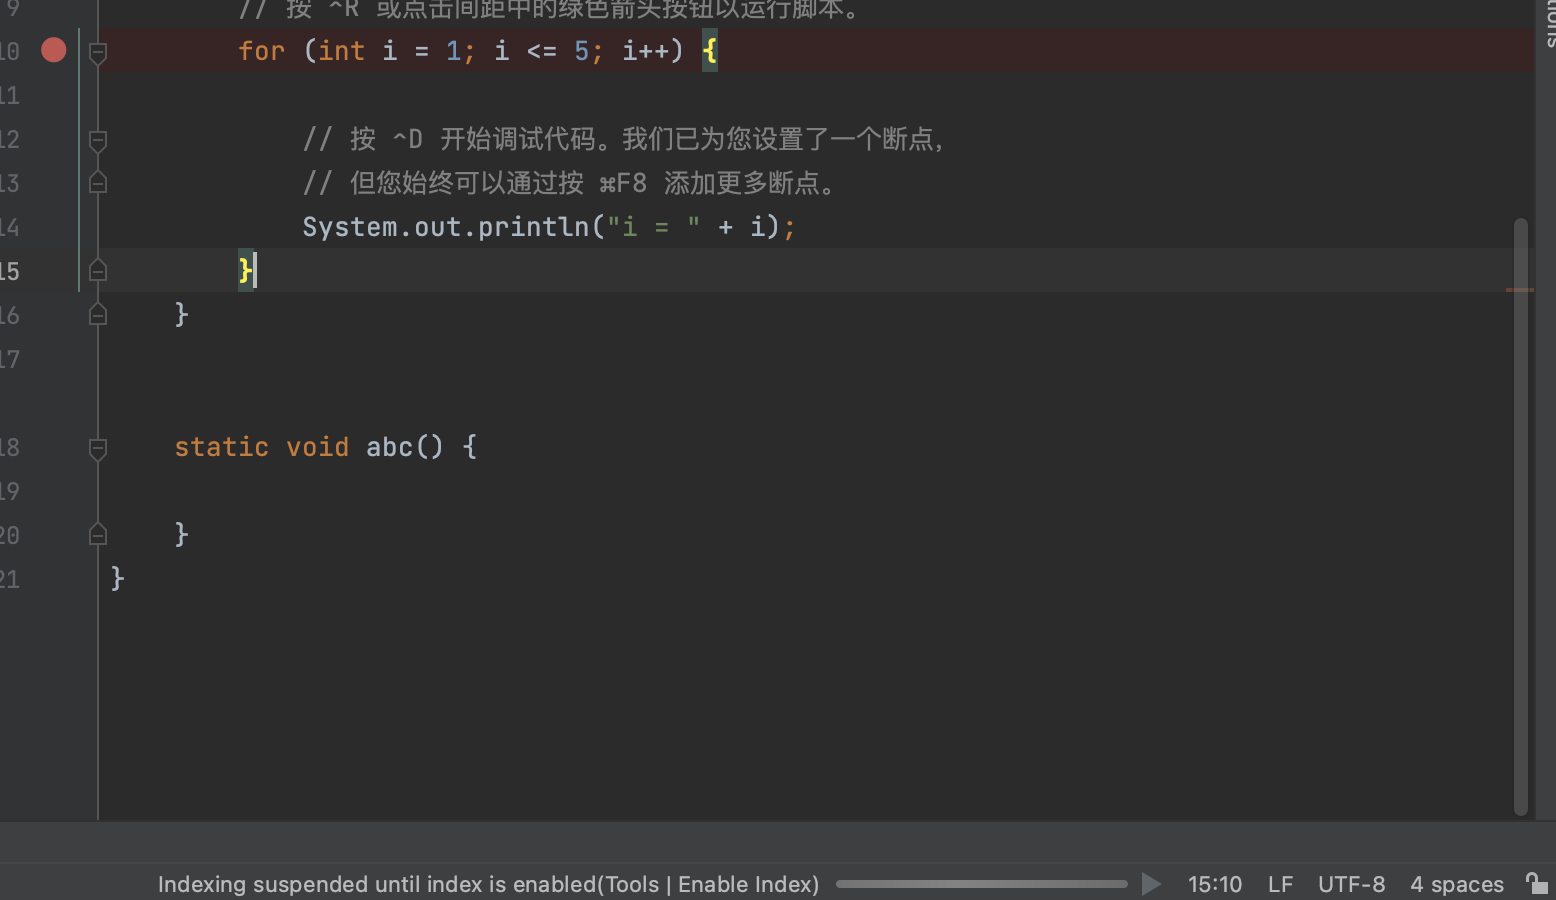 9 // 按 ^R 或点击间距中的绿色箭头按钮以运行脚本。
10 for (int i = 1; i <= 5; i++) {
11
12 // 按 ^D 开始调试代码。我们已为您设置了一个断点,
13 // 但您始终可以通过按 ⌘F8 添加更多断点。
14 System.out.println("i = " + i);
15 }
16 }
17
18 static void abc() {
19
20 }
21 }
Indexing suspended until index is enabled(Tools | Enable Index) 15:10 LF UTF-8 4 spaces